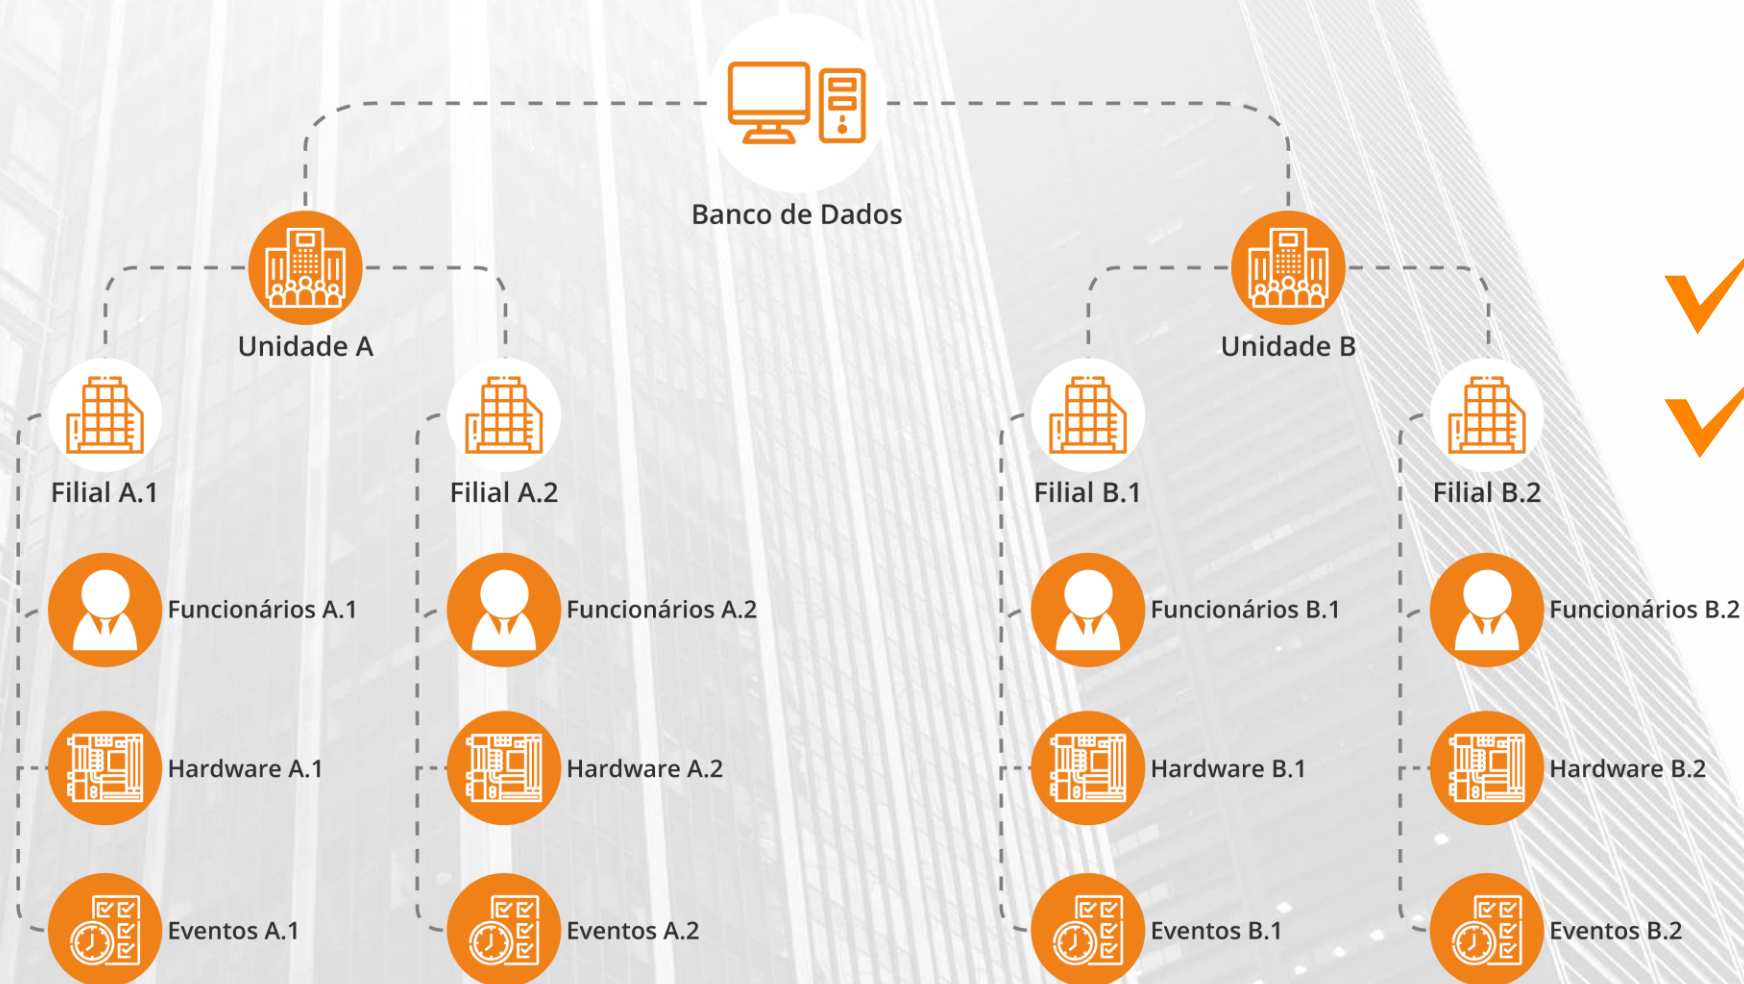 Banco de Dados
Unidade A
Unidade B
Filial A.1
Filial A.2
Filial B.1
Filial B.2
Funcionários A.1
Funcionários A.2
Funcionários B.1
Funcionários B.2
Hardware A.1
Hardware A.2
Hardware B.1
Hardware B.2
Eventos A.1
Eventos A.2
Eventos B.1
Eventos B.2